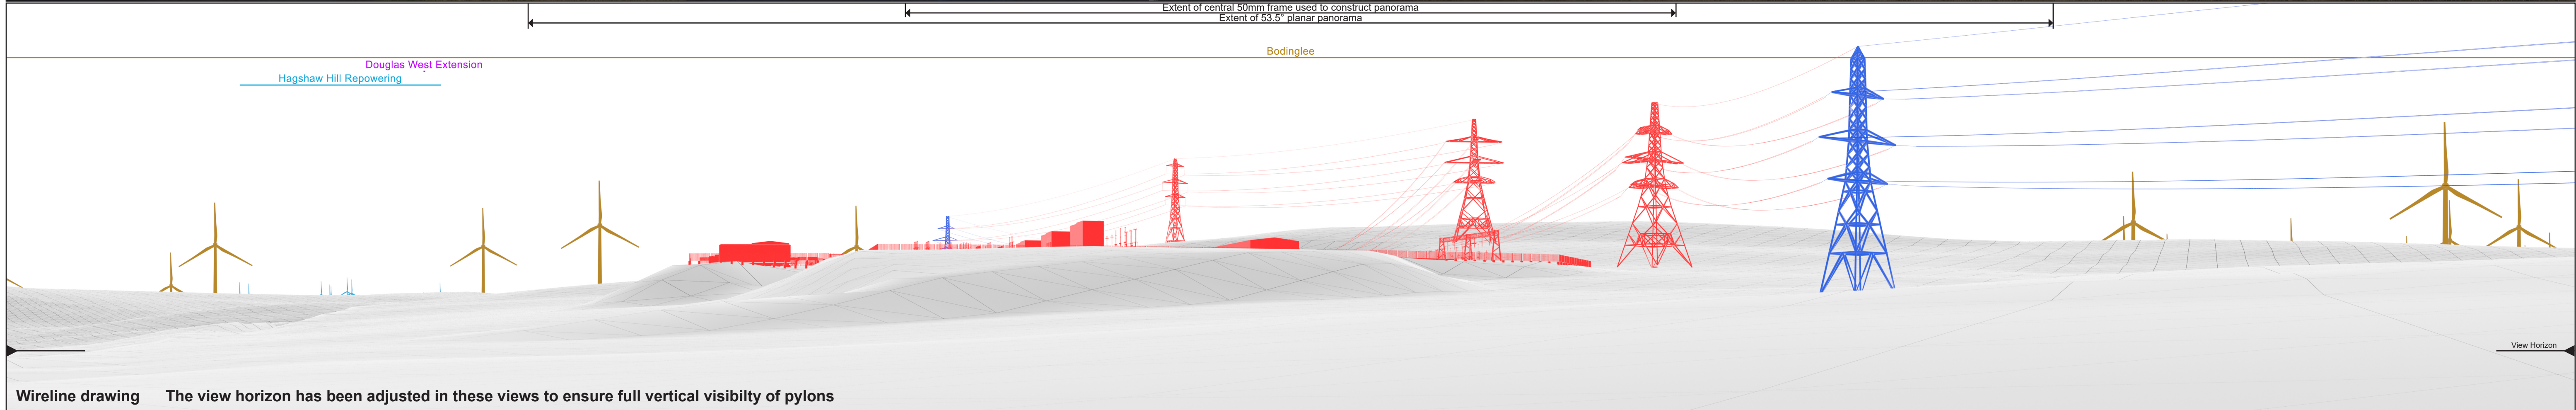 Extent of central 50mm frame used to construct panorama
Extent of 53.5° planar panorama
Bodinglee
Douglas West Extension
Hagshaw Hill Repowering
View Horizon
Wireline drawing The view horizon has been adjusted in these views to ensure full vertical visibilty of pylons